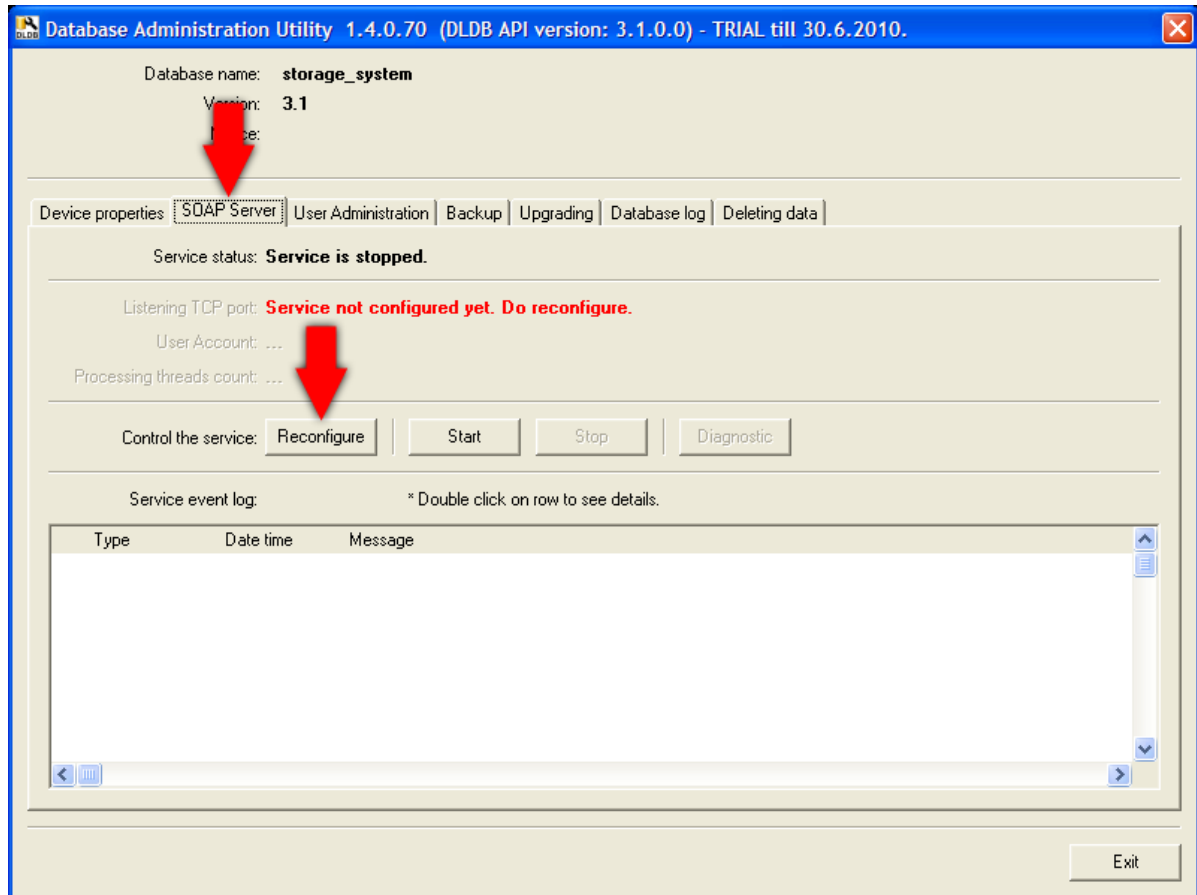 Database Administration Utility 1.4.0.70 (DLDB API version: 3.1.0.0) - TRIAL till 30.6.2010.
Database name: storage_system
3.1
Device properties SOAP Server User Administration Backup Upgrading Database log Deleting data
Service status: Service is stopped.
Listening TCP port: Service not configured yet. Do reconfigure.
User Account: ...
Processing threads count: ...
Control the service: Reconfigure Start Stop Diagnostic
Service event log: * Double click on row to see details.
Type Date time Message
Exit